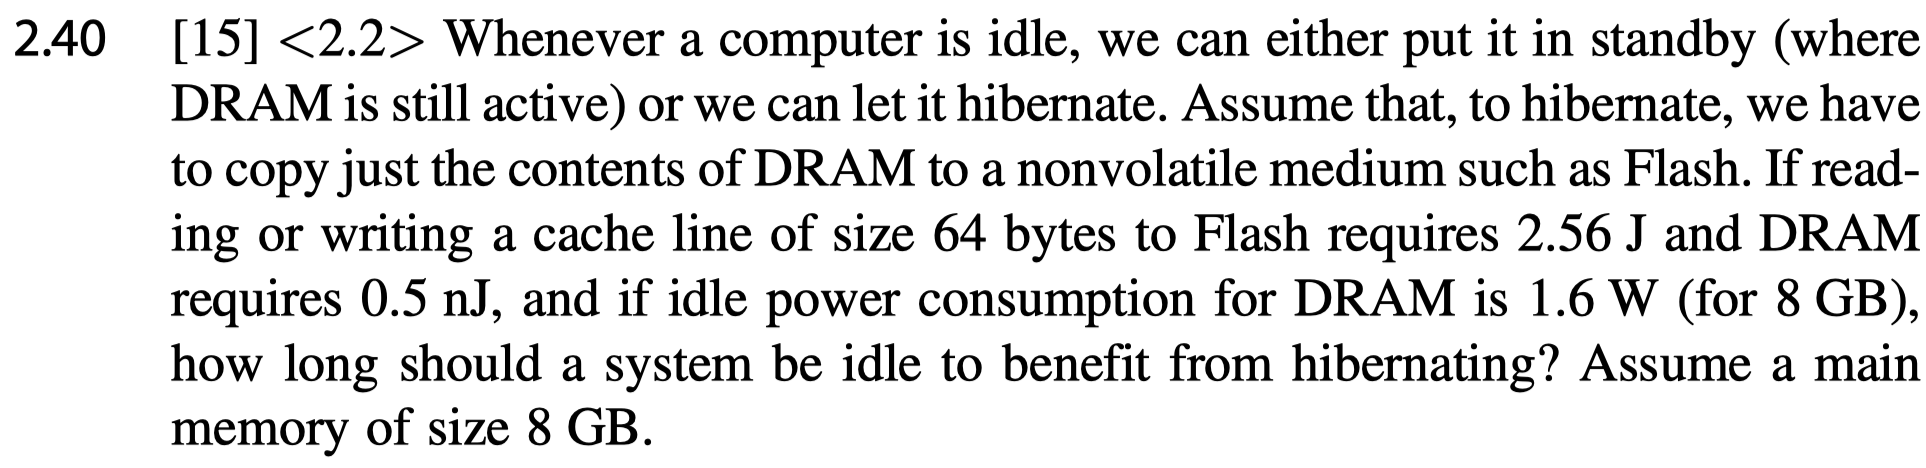 2.40 [15] <2.2> Whenever a computer is idle, we can either put it in standby (where
DRAM is still active) or we can let it hibernate. Assume that, to hibernate, we have
to copy just the contents of DRAM to a nonvolatile medium such as Flash. If read-
ing or writing a cache line of size 64 bytes to Flash requires 2.56 J and DRAM
requires 0.5 nJ, and if idle power consumption for DRAM is 1.6 W (for 8 GB),
how long should a system be idle to benefit from hibernating? Assume a main
memory of size 8 GB.